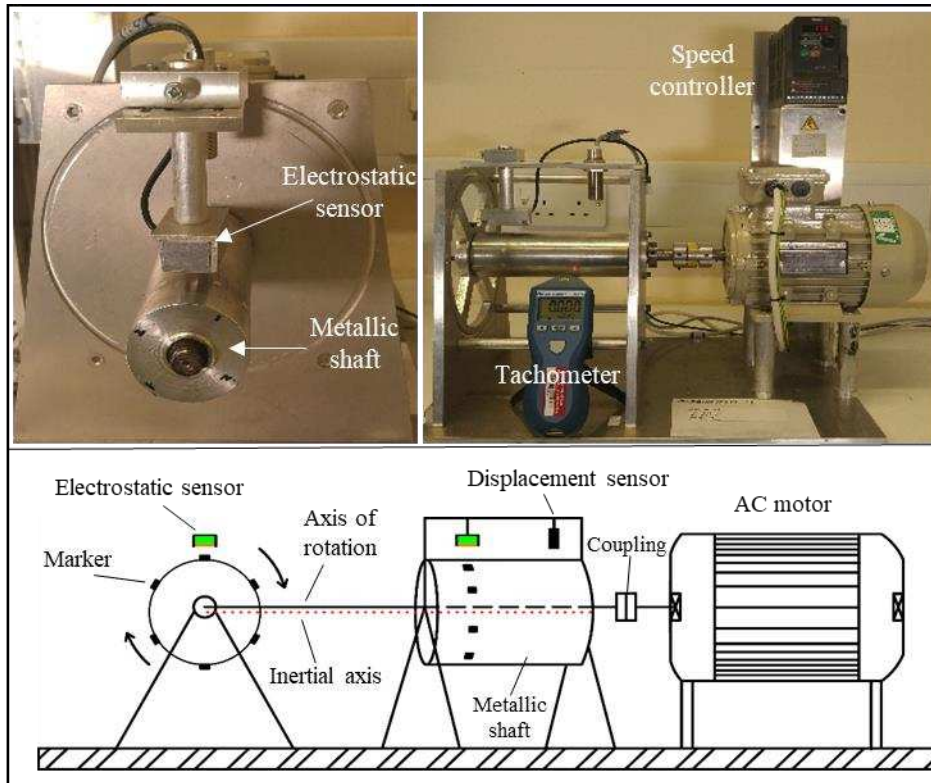 Electrostatic
sensor
Metallic
shaft
Speed
controller
Tachometer
Electrostatic sensor
Marker
Axis of
rotation
Inertial axis
Displacement sensor
Coupling
AC motor
Metallic
shaft